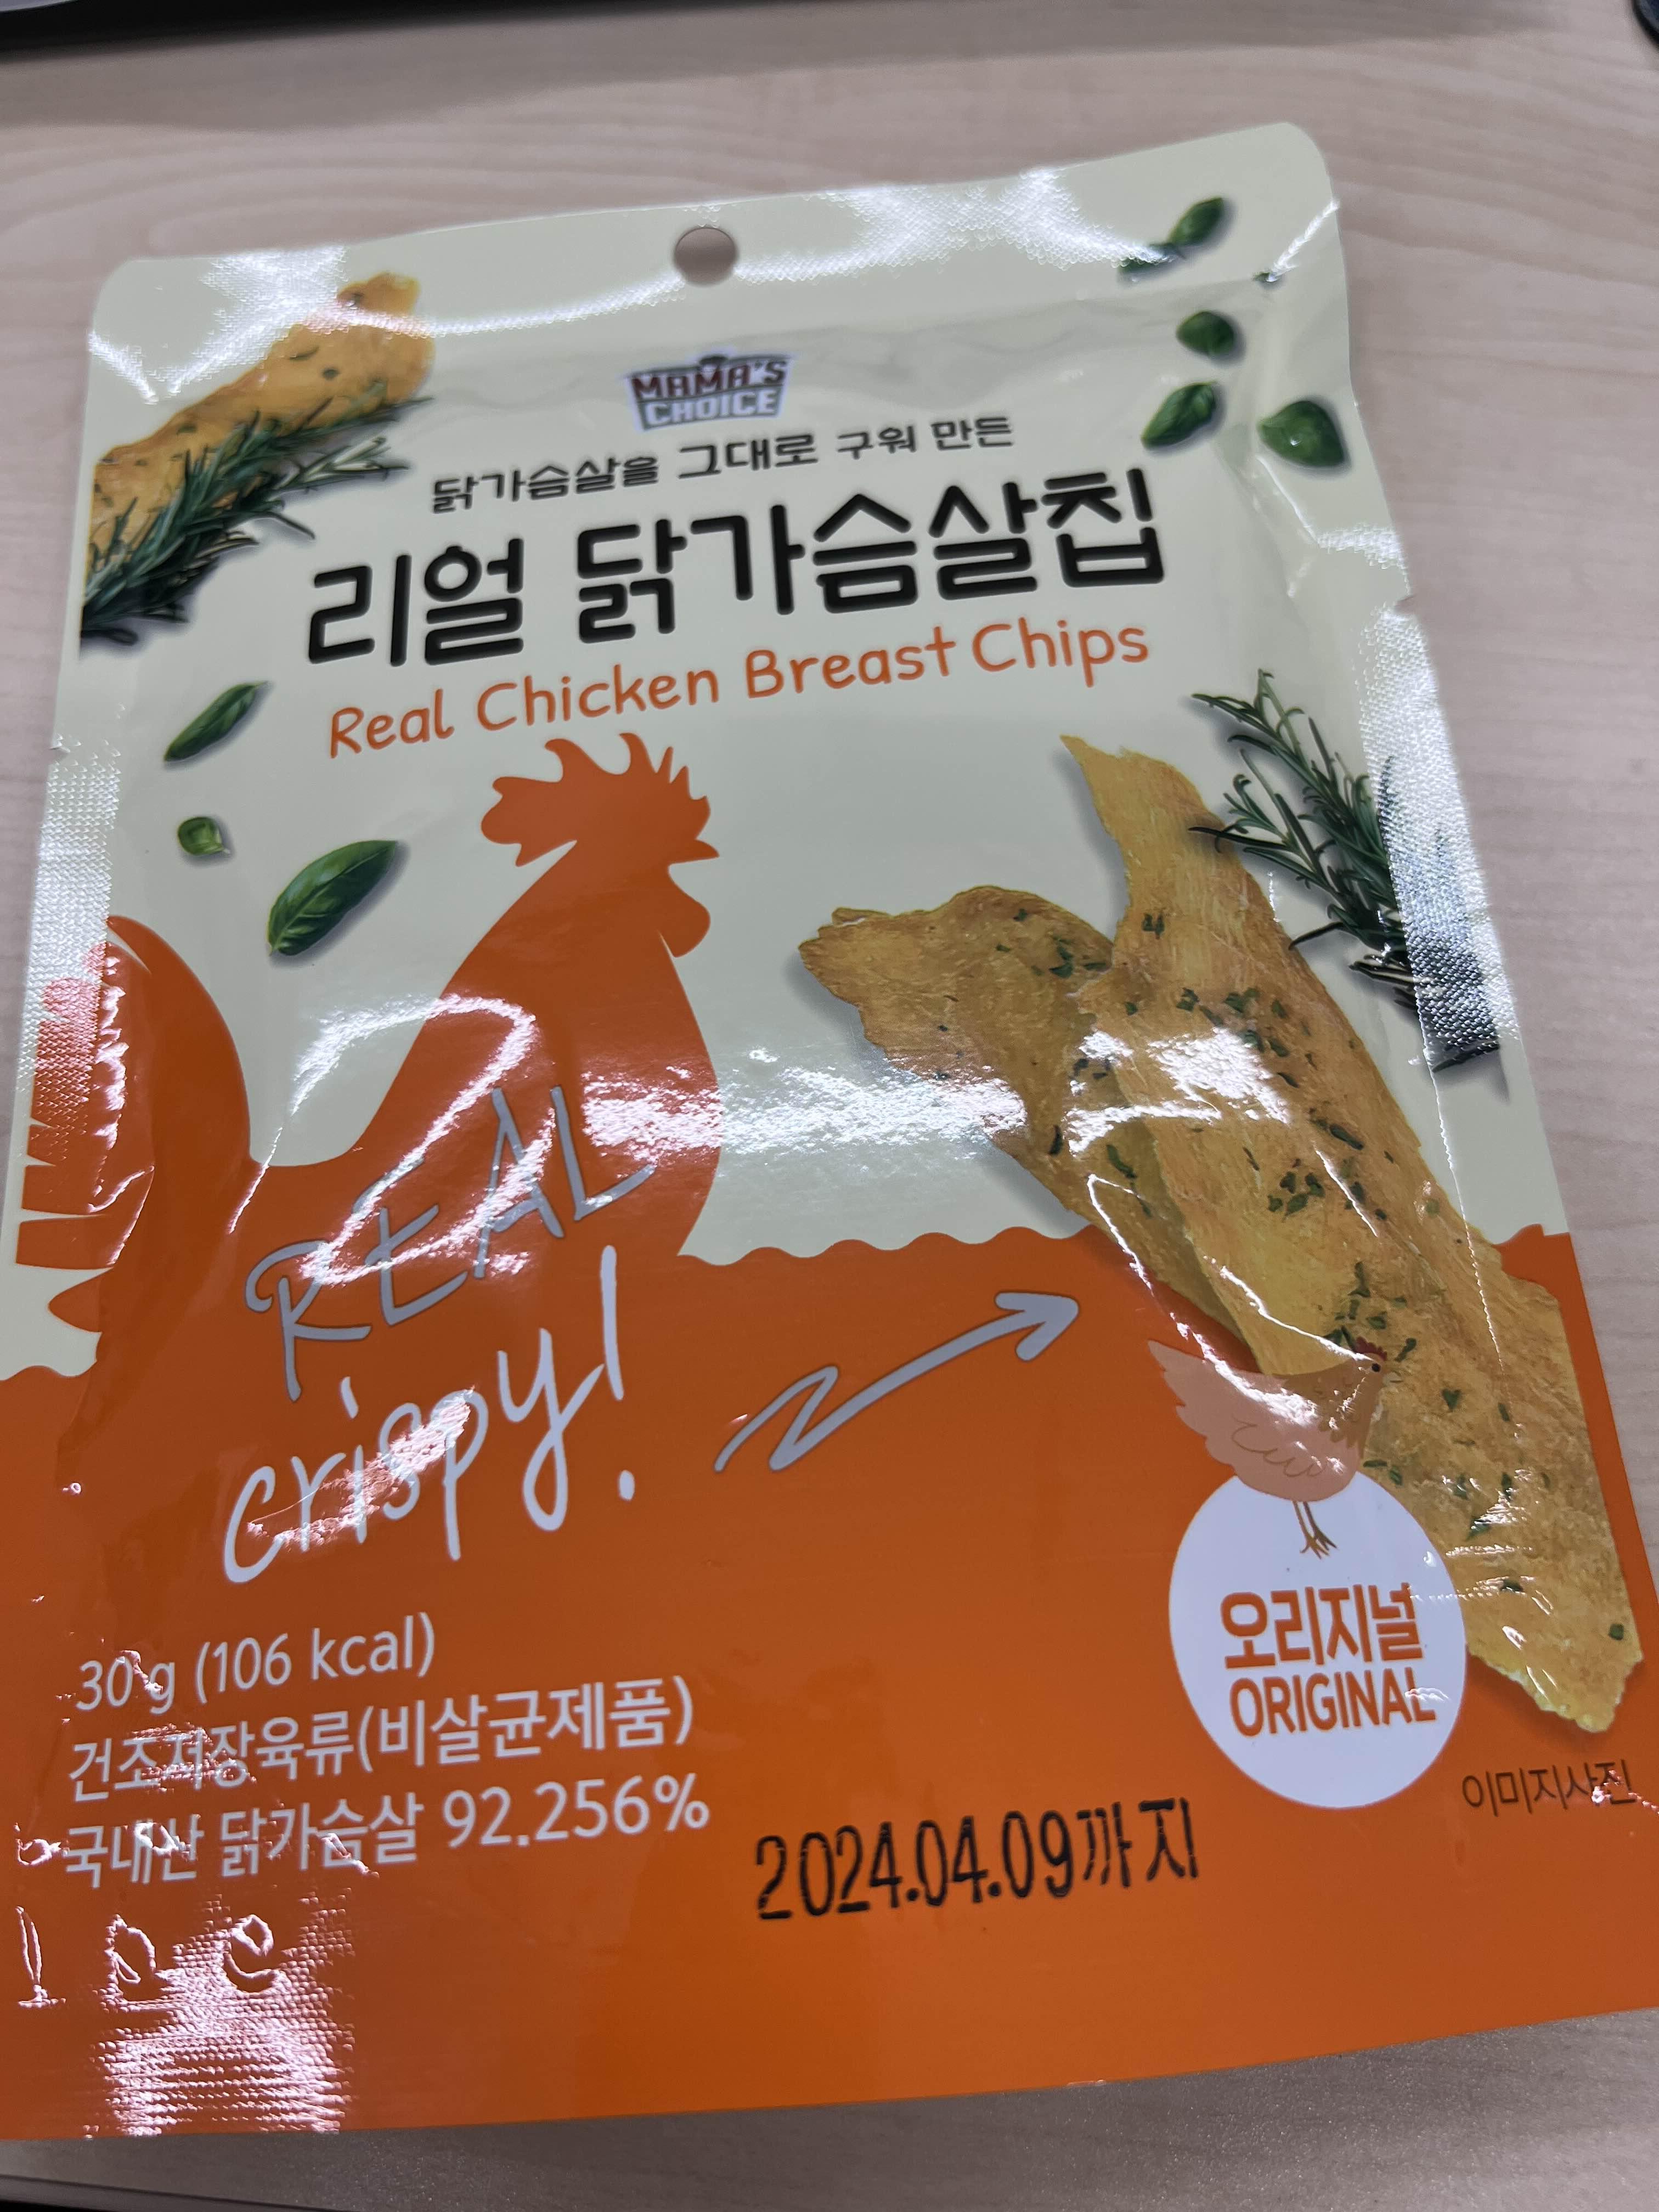 MAMA'S
CHOICE
닭가슴살을 그대로 구워 만든
리얼 닭가슴살칩
Real Chicken Breast Chips
REAL
crispy!
30 g (106 kcal)
건조저장육류(비살균제품)
국내산 닭가슴살 92.256%
오리지널
ORIGINAL
이미지사진
2024.04.09까지